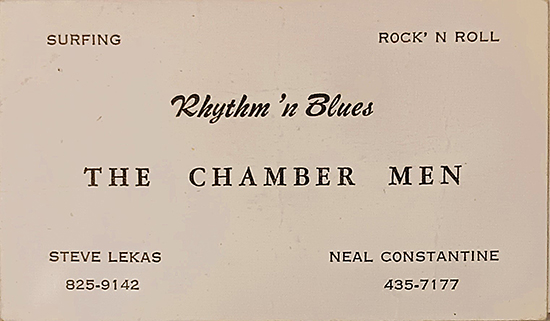 SURFING
ROCK' N ROLL
Rhythm 'n Blues
THE CHAMBER MEN
STEVE LEKAS
NEAL CONSTANTINE
825-9142
435-7177